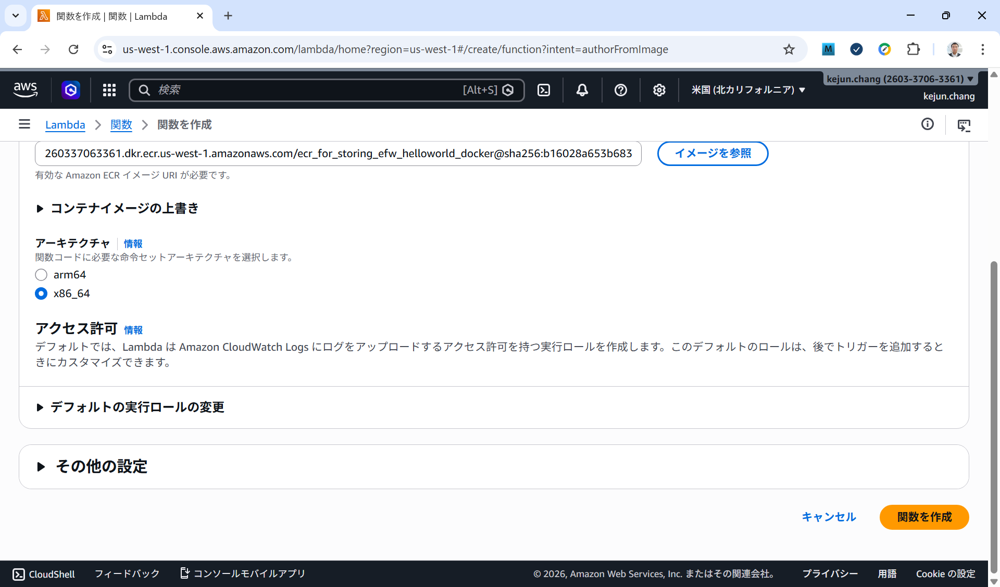 関数を作成 | 関数 | Lambda
us-west-1.console.aws.amazon.com/lambda/home?region=us-west-1#/create/function?intent=authorFromImage
M
aws
検索
[Alt+S]
米国 (北カリフォルニア) ▼
kejun.chang (2603-3706-3361) ▼
kejun.chang
Lambda > 関数 > 関数を作成
260337063361.dkr.ecr.us-west-1.amazonaws.com/ecr_for_storing_efw_helloworld_docker@sha256:b16028a653b683
イメージを参照
有効な Amazon ECR イメージ URI が必要です。
コンテナイメージの上書き
アーキテクチャ 情報
関数コードに必要な命令セットアーキテクチャを選択します。
arm64
x86_64
アクセス許可 情報
デフォルトでは、Lambda は Amazon CloudWatch Logs にログをアップロードするアクセス許可を持つ実行ロールを作成します。このデフォルトのロールは、後でトリガーを追加すると
きにカスタマイズできます。
デフォルトの実行ロールの変更
その他の設定
キャンセル
関数を作成
CloudShell フィードバック コンソールモバイルアプリ © 2026, Amazon Web Services, Inc. またはその関連会社。 プライバシー 用語 Cookie の設定